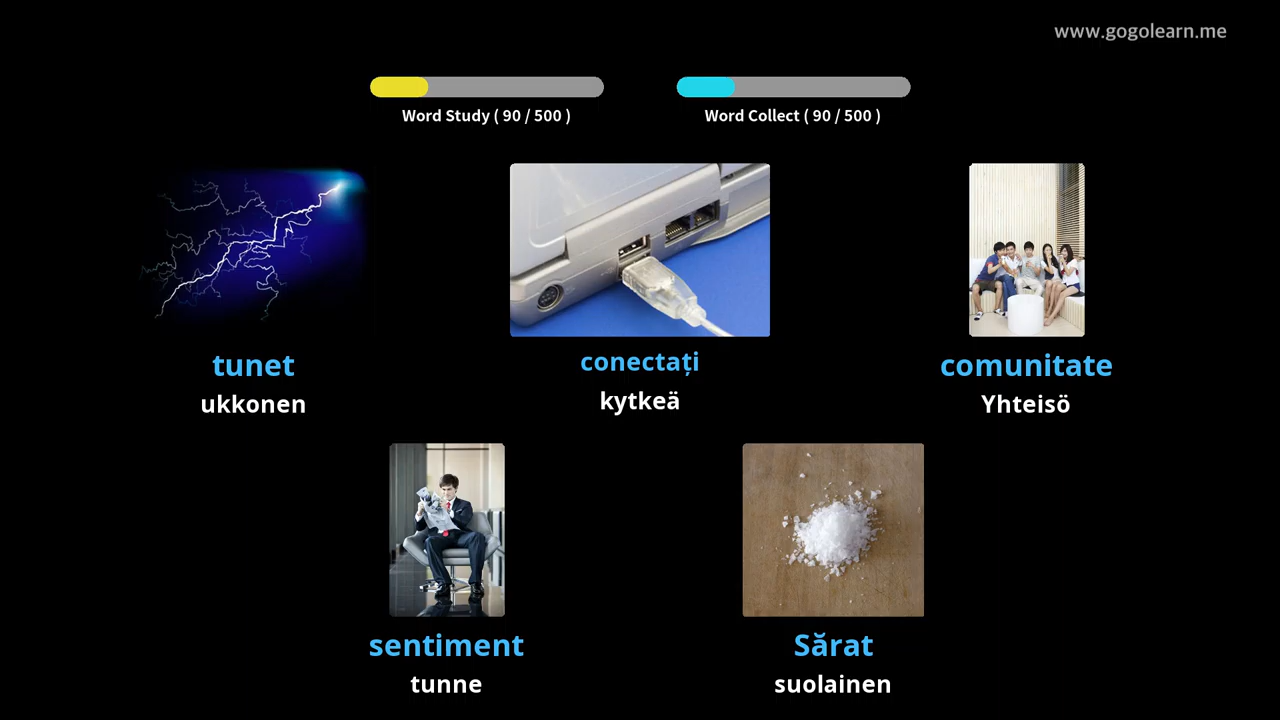 www.gogolearn.me
Word Study ( 90 / 500 )
Word Collect ( 90 / 500 )
tunet
ukkonen
conectați
kytkeä
comunitate
Yhteisö
sentiment
tunne
Sărat
suolainen